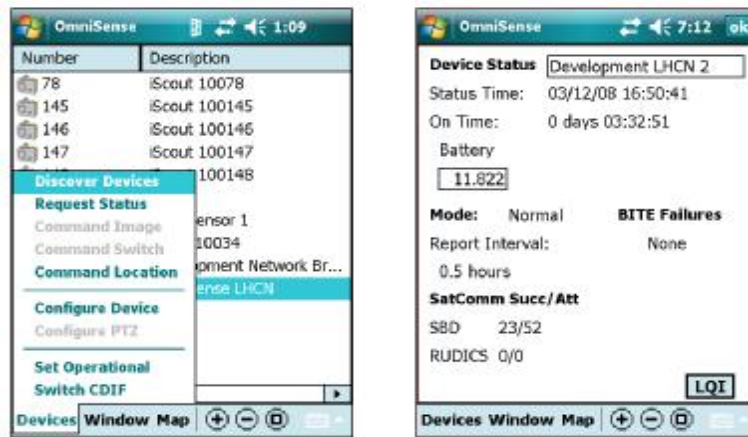 OmniSense 1:09
Number Description
78 iScout 10078
145 iScout 100145
146 iScout 100146
147 iScout 100147
100148
ensor 1
10034
pment Network Br...
ense LHCN
Discover Devices
Request Status
Command Image
Command Switch
Command Location
Configure Device
Configure PTZ
Set Operational
Switch CDIF
Devices Window Map
OmniSense 7:12 ok
Device Status Development LHCN 2
Status Time: 03/12/08 16:50:41
On Time: 0 days 03:32:51
Battery
11.822
Mode: Normal BITE Failures
Report Interval: None
0.5 hours
SatComm Succ/Att
SBD 23/52
RUDICS 0/0
LQI
Devices Window Map